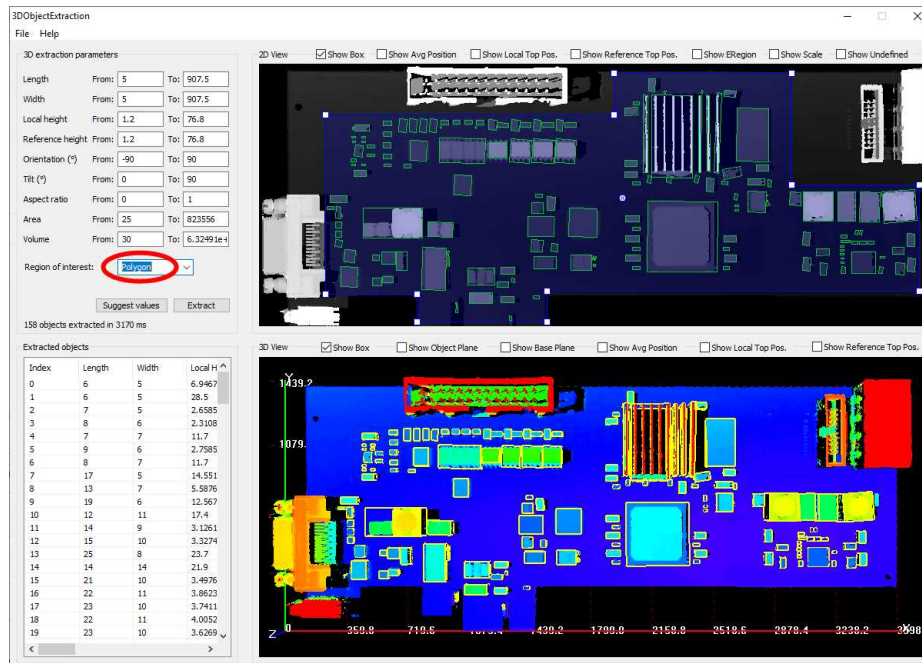 3DObjectExtraction
File Help
3D extraction parameters
Length From: 5 To: 907.5
Width From: 5 To: 907.5
Local height From: 1.2 To: 76.8
Reference height From: 1.2 To: 76.8
Orientation (°) From: -90 To: 90
Tilt (°) From: 0 To: 90
Aspect ratio From: 0 To: 1
Area From: 25 To: 823556
Volume From: 30 To: 6.32491e+
Region of interest: Polygon
Suggest values Extract
158 objects extracted in 3170 ms
2D View Show Box Show Avg Position Show Local Top Pos. Show Reference Top Pos. Show ERegion Show Scale Show Undefined
Extracted objects
Index Length Width Local H
0 6 5 6.9467
1 6 5 28.5
2 7 5 2.6585
3 8 6 2.3108
4 7 7 11.7
5 9 6 2.7585
6 8 7 11.7
7 17 5 14.551
8 13 7 5.5876
9 19 6 12.567
10 12 11 17.4
11 14 9 3.1261
12 15 10 3.3274
13 25 8 23.7
14 14 14 21.9
15 21 10 3.4976
16 22 11 3.8623
17 23 10 3.7411
18 22 11 4.0052
19 23 10 3.6269
3D View Show Box Show Object Plane Show Base Plane Show Avg Position Show Local Top Pos. Show Reference Top Pos.
Y
1439.2
1079.
Z 0 359.8 719.6 1439.2 1799.0 2158.8 2518.6 2878.4 3238.2